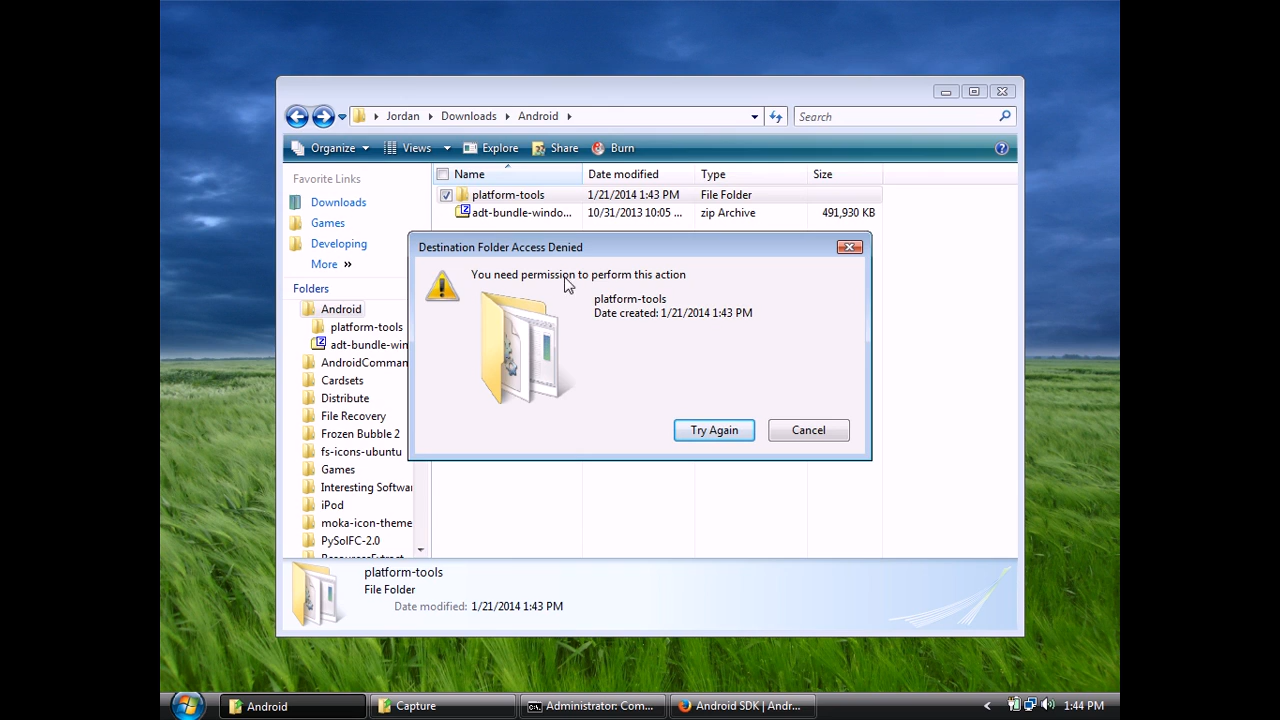 Jordan Downloads Android Search
Organize Views Explore Share Burn
Favorite Links
Downloads
Games
Developing
More »
Folders
Android
platform-tools
adt-bundle-win
AndroidComman
Cardsets
Distribute
File Recovery
Frozen Bubble 2
fs-icons-ubuntu
Games
Interesting Softwar
iPod
moka-icon-theme
PySolFC-2.0
Name Date modified Type Size
platform-tools 1/21/2014 1:43 PM File Folder
adt-bundle-windo... 10/31/2013 10:05 ... zip Archive 491,930 KB
Destination Folder Access Denied
You need permission to perform this action
platform-tools
Date created: 1/21/2014 1:43 PM
Try Again Cancel
platform-tools
File Folder
Date modified: 1/21/2014 1:43 PM
Android Capture Administrator: Com... Android SDK | Andr... 1:44 PM